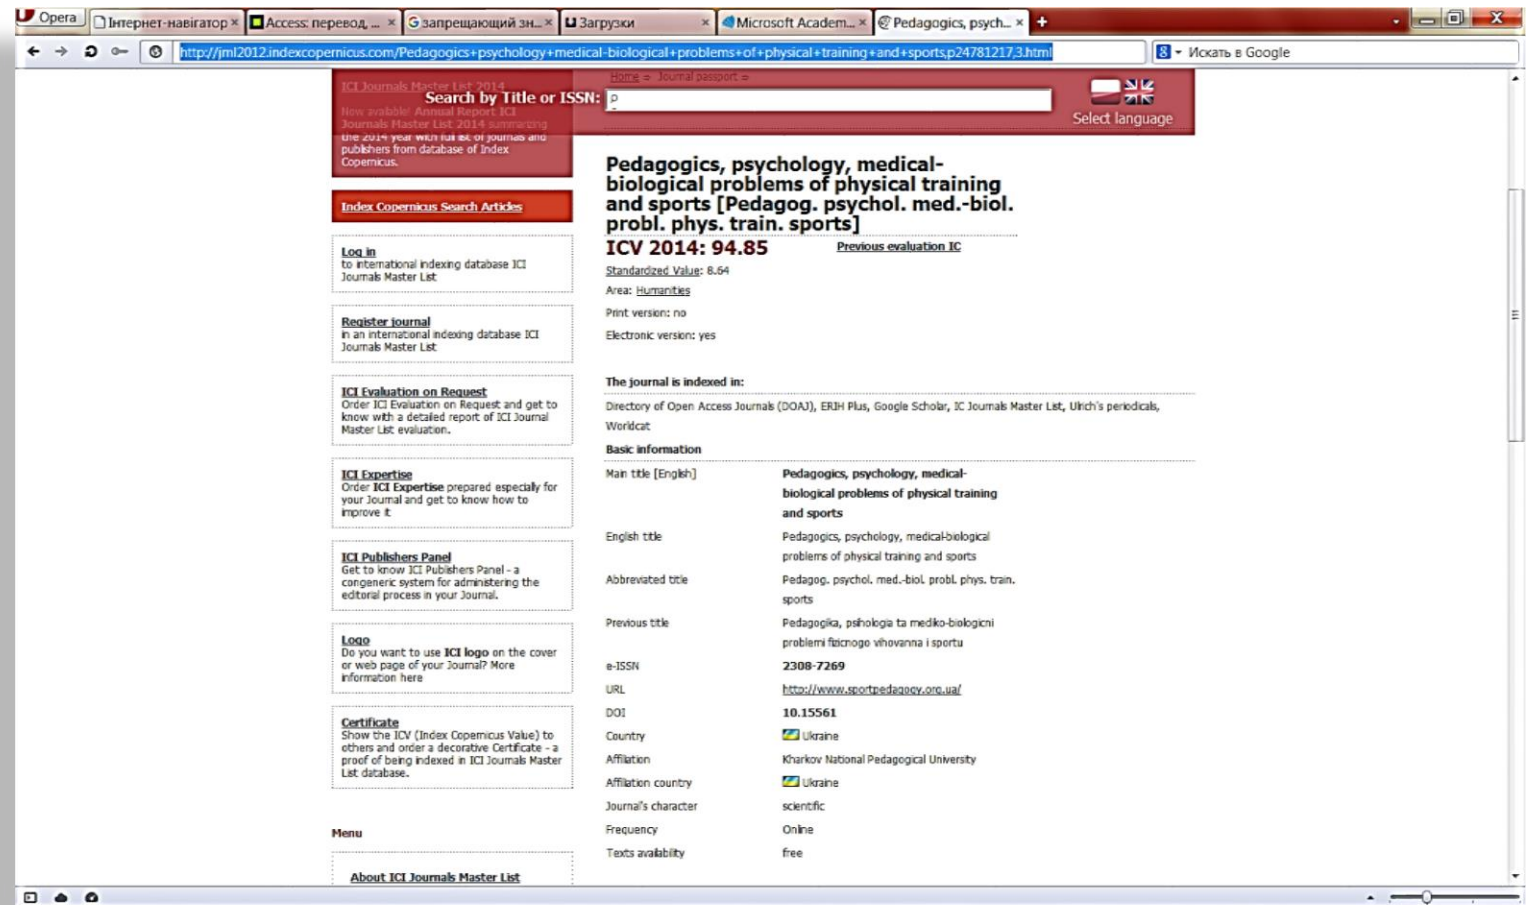 Opera
Інтернет-навігатор
Access: перевод, ...
запрещающий зн...
Загрузки
Microsoft Academ...
Pedagogics, psych...
http://jml2012.indexcopernicus.com/Pedagogics+psychology+medical-biological+problems+of+physical+training+and+sports,p24781217,3.html
Искать в Google
ICI Journals Master List 2014
Now avaible! Annual Report ICI
Journals Master List 2014 summarizing
the 2014 year with full list of journals and
publishers from database of Index
Copernicus.
Home Journal passport
Search by Title or ISSN:
Select language
Index Copernicus Search Articles
Log in
to international indexing database ICI
Journals Master List
Register journal
in an international indexing database ICI
Journals Master List
ICI Evaluation on Request
Order ICI Evaluation on Request and get to
know with a detailed report of ICI Journal
Master List evaluation.
ICI Expertise
Order ICI Expertise prepared especially for
your Journal and get to know how to
improve it
ICI Publishers Panel
Get to know ICI Publishers Panel - a
congeneric system for administering the
editorial process in your Journal.
Logo
Do you want to use ICI logo on the cover
or web page of your Journal? More
information here
Certificate
Show the ICV (Index Copernicus Value) to
others and order a decorative Certificate - a
proof of being indexed in ICI Journals Master
List database.
Menu
About ICI Journals Master List
Pedagogics, psychology, medical-
biological problems of physical training
and sports [Pedagog. psychol. med.-biol.
probl. phys. train. sports]
ICV 2014: 94.85 Previous evaluation IC
Standardized Value: 8.64
Area: Humanities
Print version: no
Electronic version: yes
The journal is indexed in:
Directory of Open Access Journals (DOAJ), ERIH Plus, Google Scholar, IC Journals Master List, Ulrich's periodicals,
Worldcat
Basic information
Main title [English] Pedagogics, psychology, medical-
biological problems of physical training
and sports
English title Pedagogics, psychology, medical-biological
problems of physical training and sports
Abbreviated title Pedagog. psychol. med.-biol. probl. phys. train.
sports
Previous title Pedagogika, psihologia ta mediko-biologicni
problemi fizicnogo vihovanna i sportu
e-ISSN 2308-7269
URL http://www.sportpedagogy.org.ua/
DOI 10.15561
Country Ukraine
Affiliation Kharkov National Pedagogical University
Affiliation country Ukraine
Journal's character scientific
Frequency Online
Texts availability free